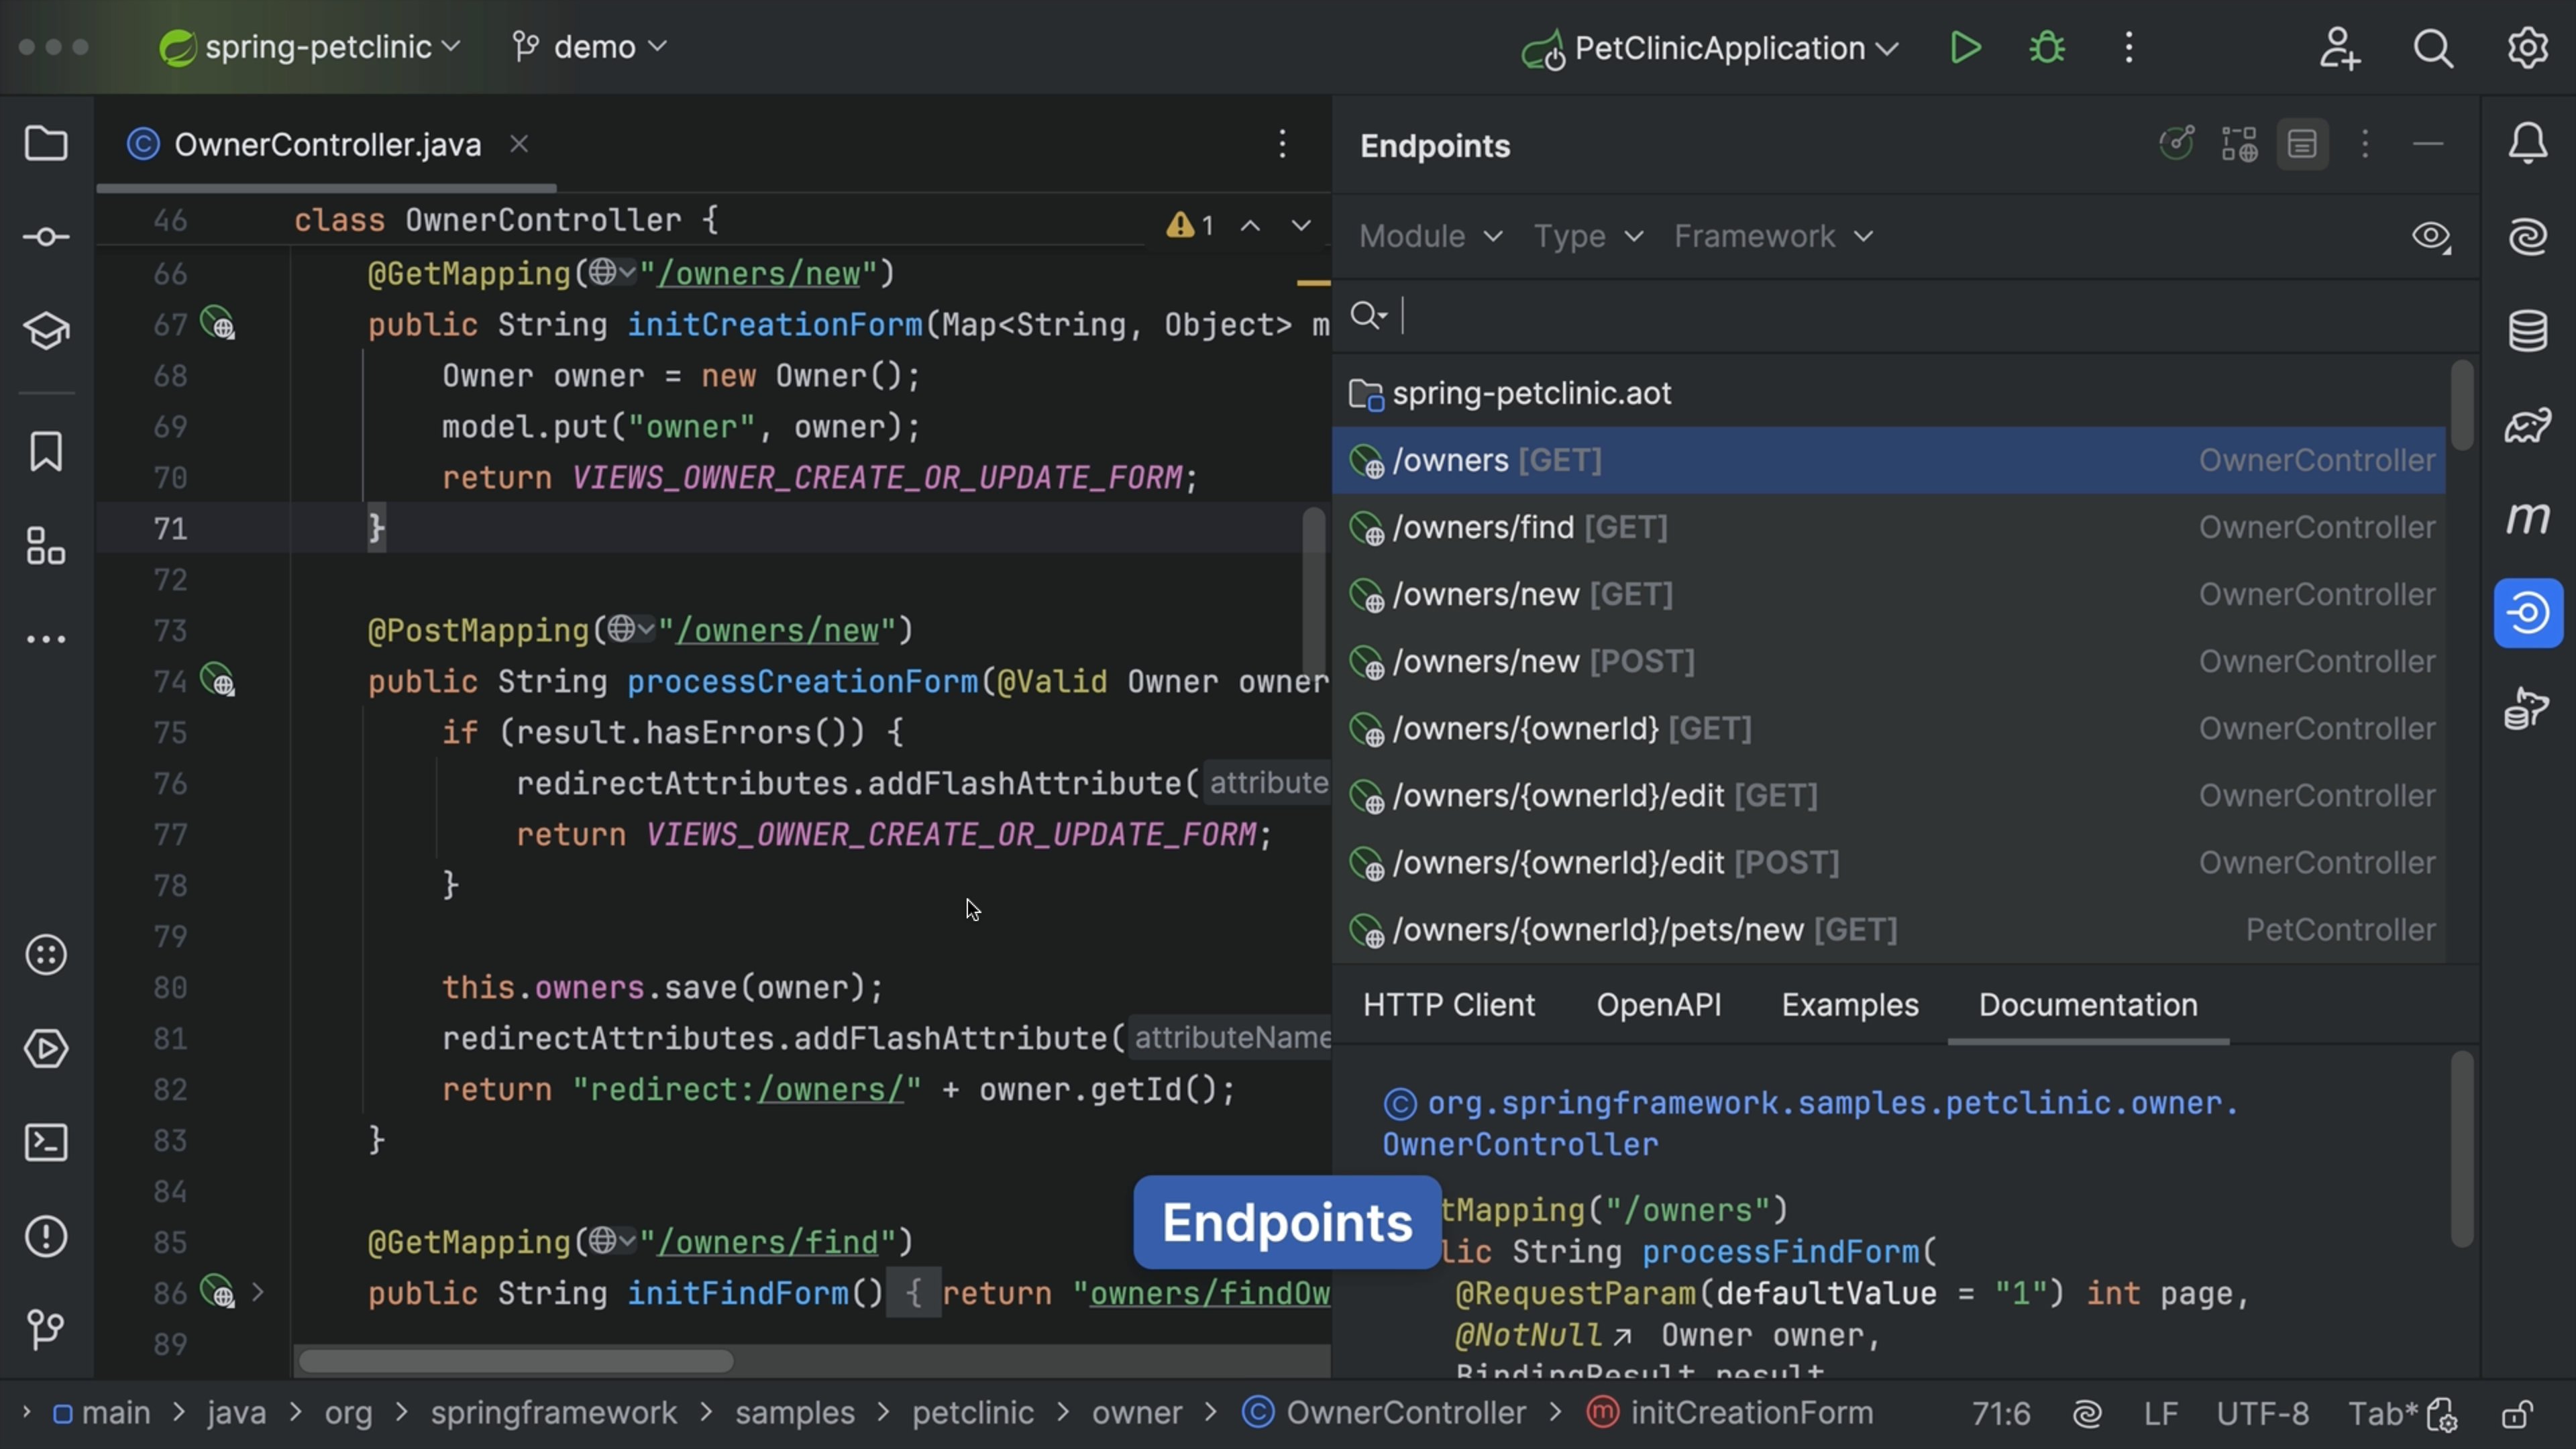 spring-petclinic
demo
PetClinicApplication
OwnerController.java
46 class OwnerController {
1
66 @GetMapping("/owners/new")
67 public String initCreationForm(Map<String, Object> m
68 Owner owner = new Owner();
69 model.put("owner", owner);
70 return VIEWS_OWNER_CREATE_OR_UPDATE_FORM;
71 }
72
73 @PostMapping("/owners/new")
74 public String processCreationForm(@Valid Owner owner
75 if (result.hasErrors()) {
76 redirectAttributes.addFlashAttribute( attribute
77 return VIEWS_OWNER_CREATE_OR_UPDATE_FORM;
78 }
79
80 this.owners.save(owner);
81 redirectAttributes.addFlashAttribute( attributeName
82 return "redirect:/owners/" + owner.getId();
83 }
84
85 @GetMapping("/owners/find")
86 public String initFindForm() { return "owners/findOw
89
Endpoints
Module Type Framework
spring-petclinic.aot
/owners [GET] OwnerController
/owners/find [GET] OwnerController
/owners/new [GET] OwnerController
/owners/new [POST] OwnerController
/owners/{ownerId} [GET] OwnerController
/owners/{ownerId}/edit [GET] OwnerController
/owners/{ownerId}/edit [POST] OwnerController
/owners/{ownerId}/pets/new [GET] PetController
HTTP Client OpenAPI Examples Documentation
org.springframework.samples.petclinic.owner.
OwnerController
tMapping("/owners")
lic String processFindForm(
@RequestParam(defaultValue = "1") int page,
@NotNull↗ Owner owner,
BindingResult result
Endpoints
m
main > java > org > springframework > samples > petclinic > owner > OwnerController > initCreationForm
71:6 LF UTF-8 Tab*